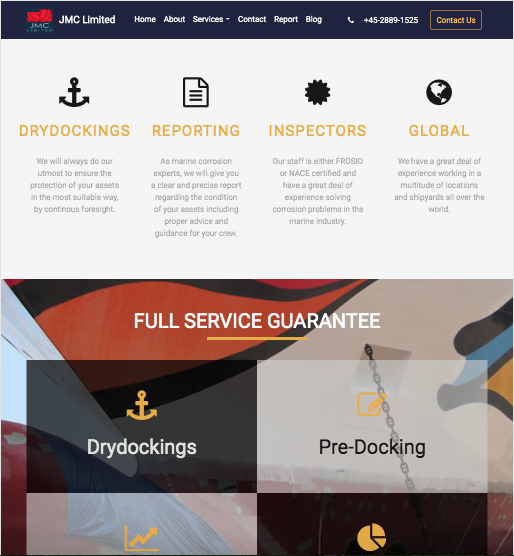 JMC
LIMITED
JMC Limited
Home About Services Contact Report Blog
+45-2889-1525
Contact Us
DRYDOCKINGS
We will always do our
utmost to ensure the
protection of your assets
in the most suitable way,
by continous foresight.
REPORTING
As marine corrosion
experts, we will give you
a clear and precise report
regarding the condition
of your assets including
proper advice and
guidance for your crew.
INSPECTORS
Our staff is either FROSIO
or NACE certified and
have a great deal of
experience solving
corrosion problems in the
marine industry.
GLOBAL
We have a great deal of
experience working in a
multitude of locations
and shipyards all over the
world.
FULL SERVICE GUARANTEE
Drydockings
Pre-Docking